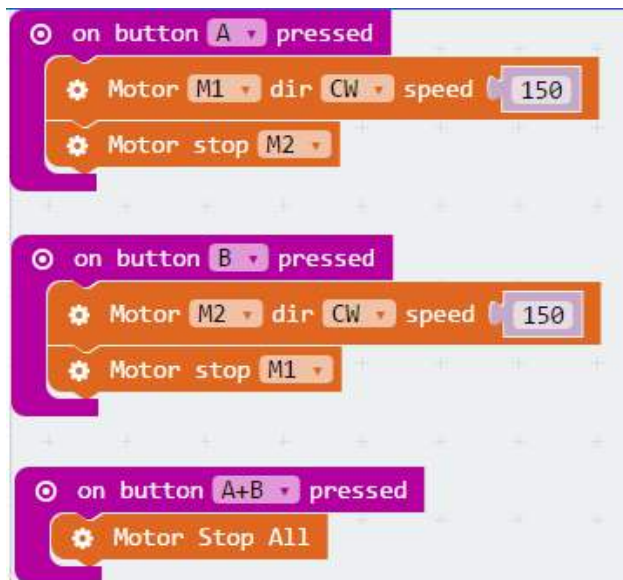 on button A pressed
Motor M1 dir CW speed 150
Motor stop M2
on button B pressed
Motor M2 dir CW speed 150
Motor stop M1
on button A+B pressed
Motor Stop All